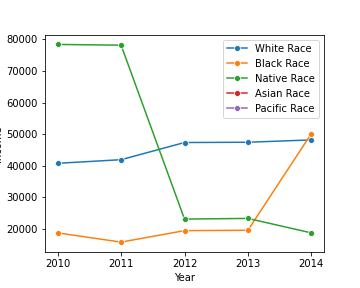 80000
70000
60000
50000
40000
30000
20000
2010 2011 2012 2013 2014
Year
White Race
Black Race
Native Race
Asian Race
Pacific Race